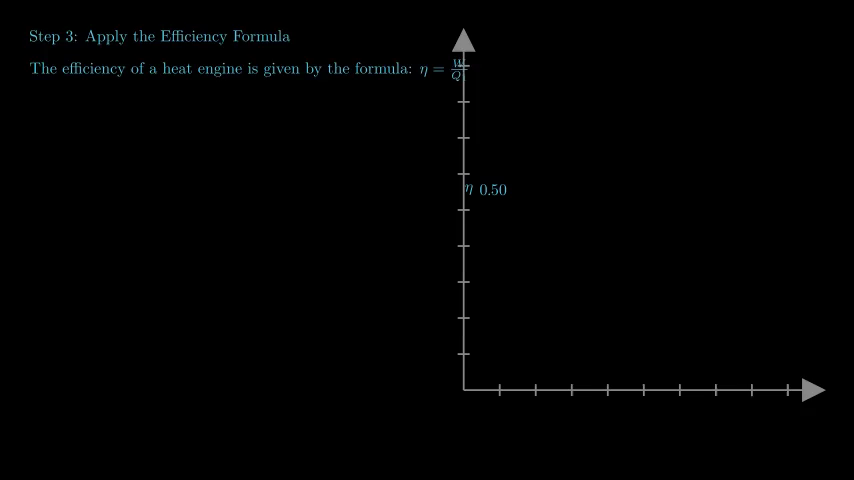 Step 3: Apply the Efficiency Formula
The efficiency of a heat engine is given by the formula: η = W/Q
η 0.50